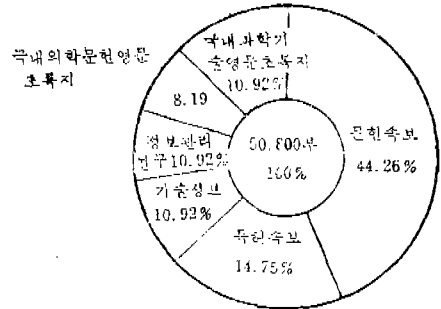 국내의학문헌영문
초록지
국내과학기
술영문초록지
10.92%
8.19
정보관리
연구 10.92%
기술정보
10.92%
특허속보
14.75%
문헌속보
44.26%
60,800부
100%